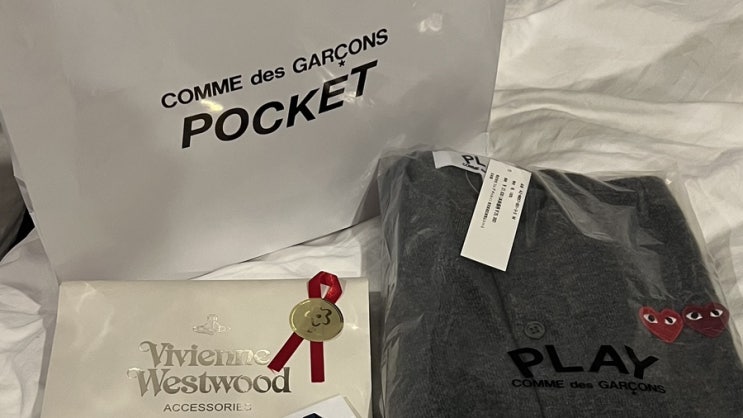 COMME des GARÇONS
POCKET
PLAY
Vivienne
Westwood
ACCESSORIES
PLAY
COMME des GARÇONS